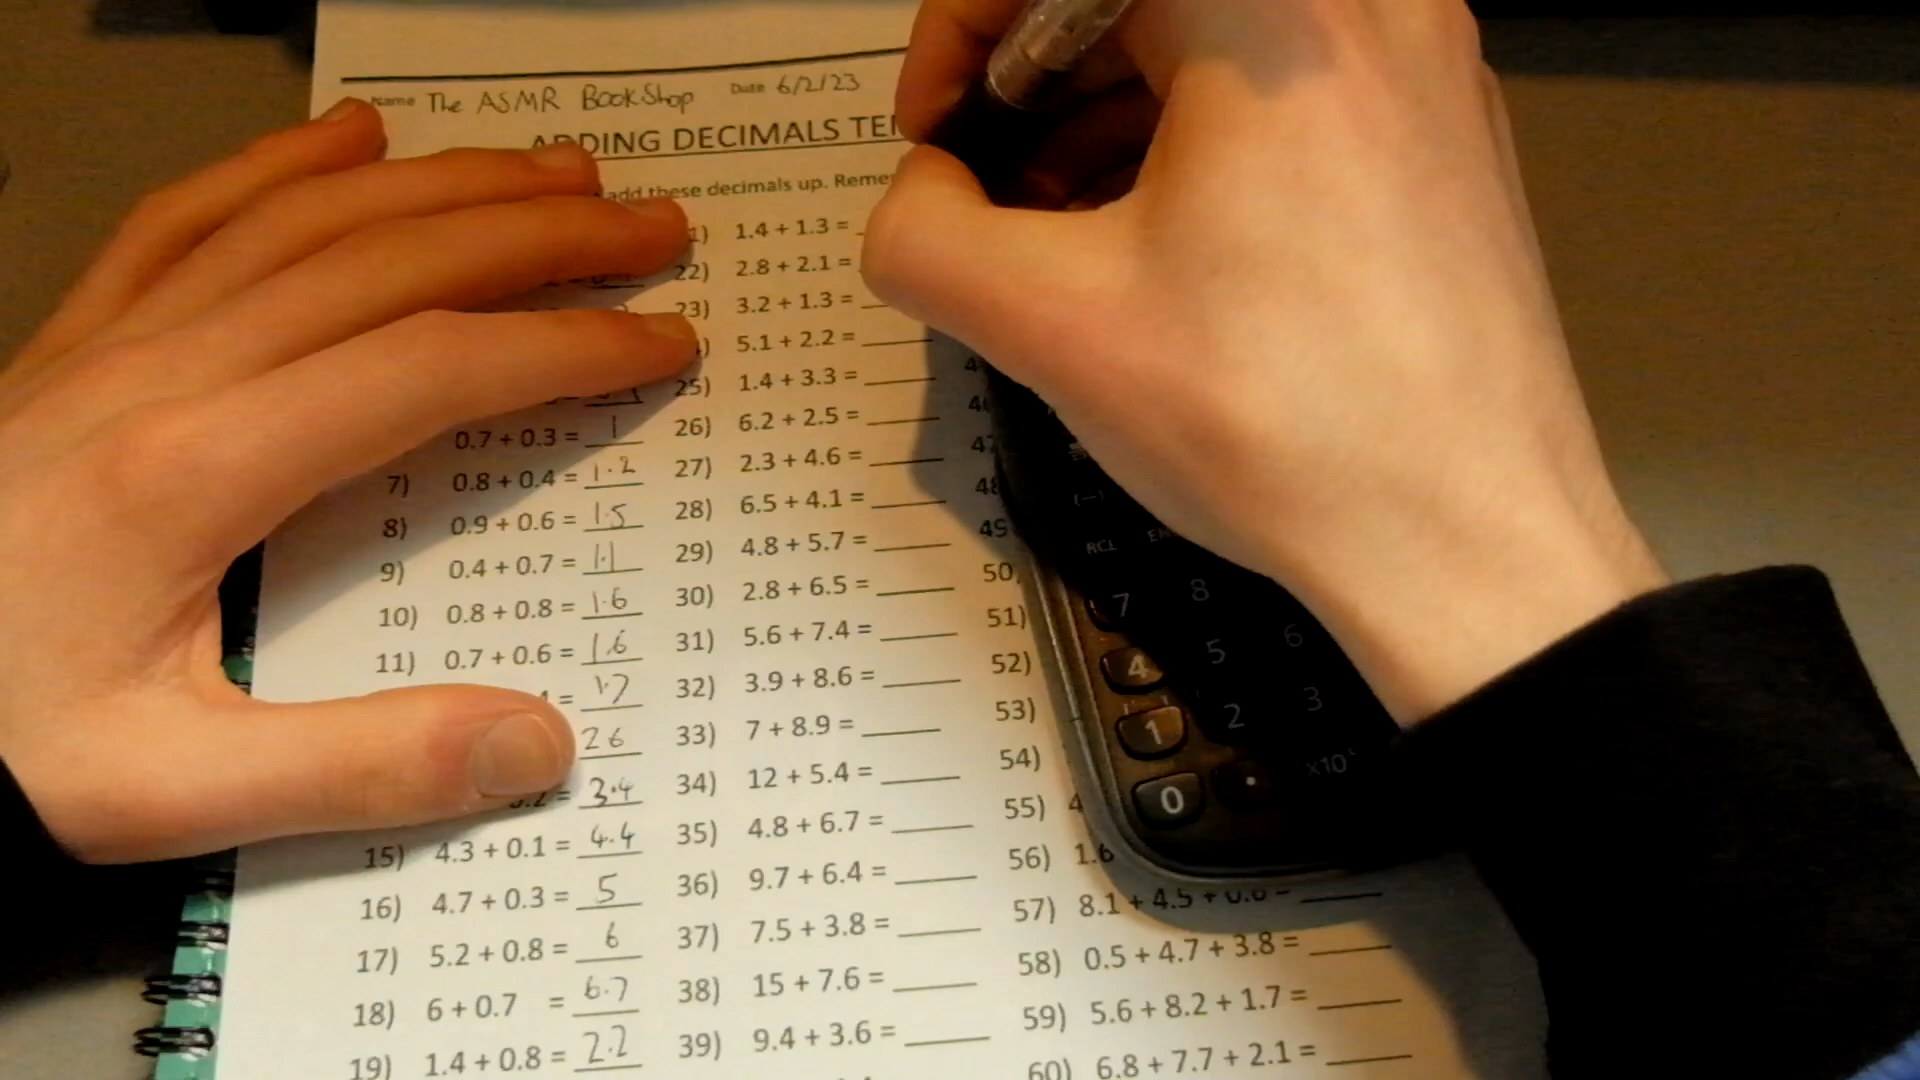 Name The ASMR BookShop Date 6/2/23
ADDING DECIMALS
add these decimals up.
0.7 + 0.3 = 1
7) 0.8 + 0.4 = 1.2
8) 0.9 + 0.6 = 1.5
9) 0.4 + 0.7 = 1.1
10) 0.8 + 0.8 = 1.6
11) 0.7 + 0.6 = 1.6
= 1.7
26
= 3.4
15) 4.3 + 0.1 = 4.4
16) 4.7 + 0.3 = 5
17) 5.2 + 0.8 = 6
18) 6 + 0.7 = 6.7
19) 1.4 + 0.8 = 2.2
1.4 + 1.3 =
22) 2.8 + 2.1 =
23) 3.2 + 1.3 =
5.1 + 2.2 =
25) 1.4 + 3.3 =
26) 6.2 + 2.5 =
27) 2.3 + 4.6 =
28) 6.5 + 4.1 =
29) 4.8 + 5.7 =
30) 2.8 + 6.5 =
31) 5.6 + 7.4 =
32) 3.9 + 8.6 =
33) 7 + 8.9 =
34) 12 + 5.4 =
35) 4.8 + 6.7 =
36) 9.7 + 6.4 =
37) 7.5 + 3.8 =
38) 15 + 7.6 =
39) 9.4 + 3.6 =
47
48
49
50
51)
52)
53)
54)
55) 4
56) 1.6
57) 8.1 + 4.5 + 0.6 =
58) 0.5 + 4.7 + 3.8 =
59) 5.6 + 8.2 + 1.7 =
60) 6.8 + 7.7 + 2.1 =
(−)
RCL
7 8
4 5 6
1 2 3
0 . ×10